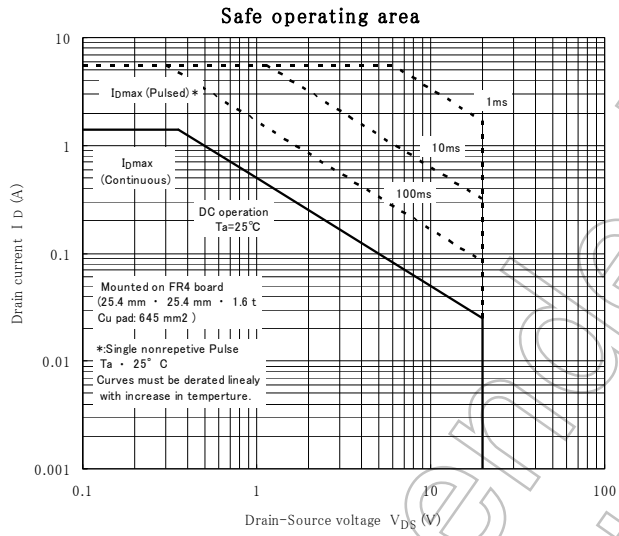 Safe operating area
10
1
0.1
0.01
0.001
Drain current I D (A)
IDmax (Pulsed) *
1ms
10ms
100ms
IDmax
(Continuous)
DC operation
Ta=25°C
Mounted on FR4 board
(25.4 mm ・ 25.4 mm ・ 1.6 t
Cu pad: 645 mm2 )
*:Single nonrepetive Pulse
Ta ・ 25° C
Curves must be derated linealy
with increase in temperture.
0.1 1 10 100
Drain-Source voltage VDS (V)